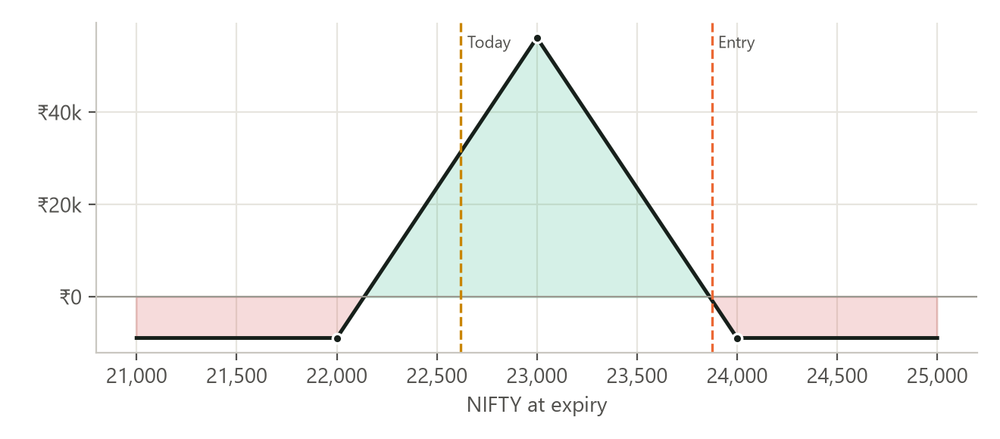 Today
Entry
₹40k
₹20k
₹0
21,000 21,500 22,000 22,500 23,000 23,500 24,000 24,500 25,000
NIFTY at expiry